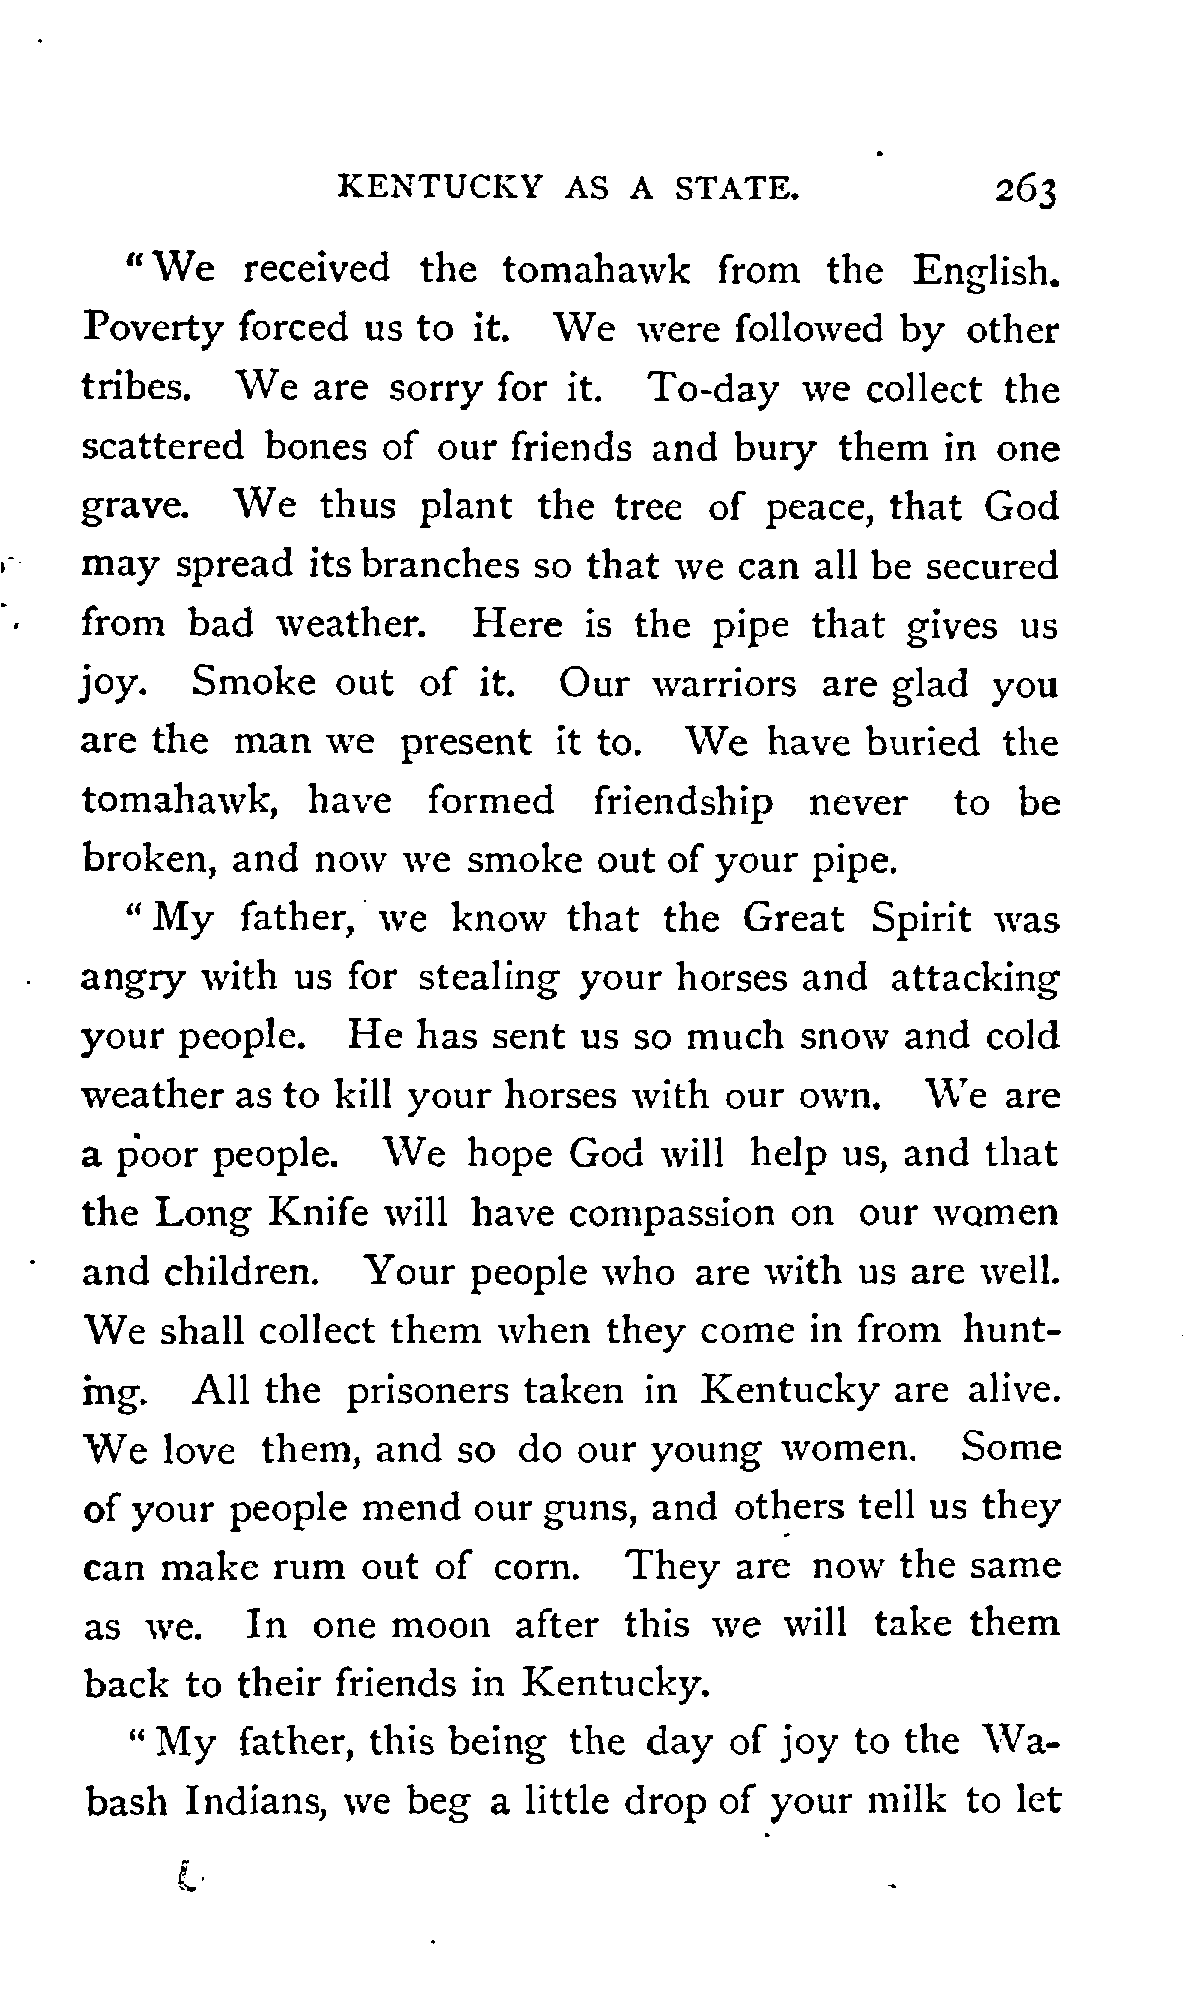 KENTUCKY AS A STATE. 263
"We received the tomahawk from the English.
Poverty forced us to it. We were followed by other
tribes. We are sorry for it. To-day we collect the
scattered bones of our friends and bury them in one
grave. We thus plant the tree of peace, that God
may spread its branches so that we can all be secured
from bad weather. Here is the pipe that gives us
joy. Smoke out of it. Our warriors are glad you
are the man we present it to. We have buried the
tomahawk, have formed friendship never to be
broken, and now we smoke out of your pipe.
"My father, we know that the Great Spirit was
angry with us for stealing your horses and attacking
your people. He has sent us so much snow and cold
weather as to kill your horses with our own. We are
a poor people. We hope God will help us, and that
the Long Knife will have compassion on our women
and children. Your people who are with us are well.
We shall collect them when they come in from hunt-
ing. All the prisoners taken in Kentucky are alive.
We love them, and so do our young women. Some
of your people mend our guns, and others tell us they
can make rum out of corn. They are now the same
as we. In one moon after this we will take them
back to their friends in Kentucky.
"My father, this being the day of joy to the Wa-
bash Indians, we beg a little drop of your milk to let